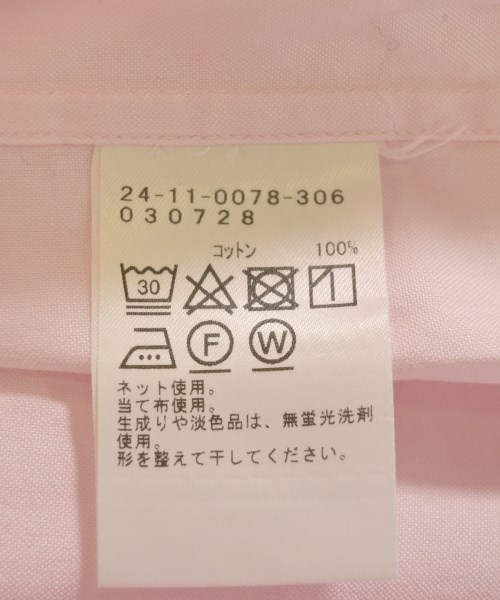 24-11-0078-306
030728
コットン 100%
30
F W
ネット使用。
当て布使用。
生成りや淡色品は、無蛍光洗剤
使用。
形を整えて干してください。